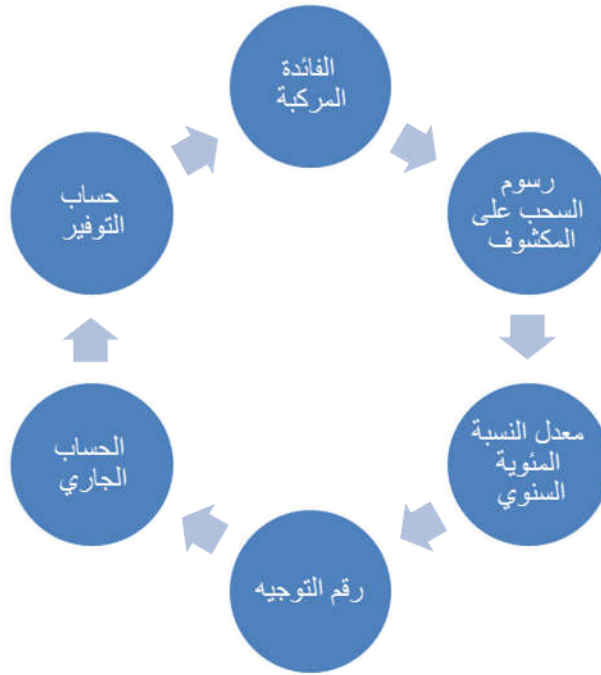 الفائدة
المركبة
رسوم
السحب على
المكشوف
معدل النسبة
المئوية
السنوي
رقم التوجيه
الحساب
الجاري
حساب
التوفير